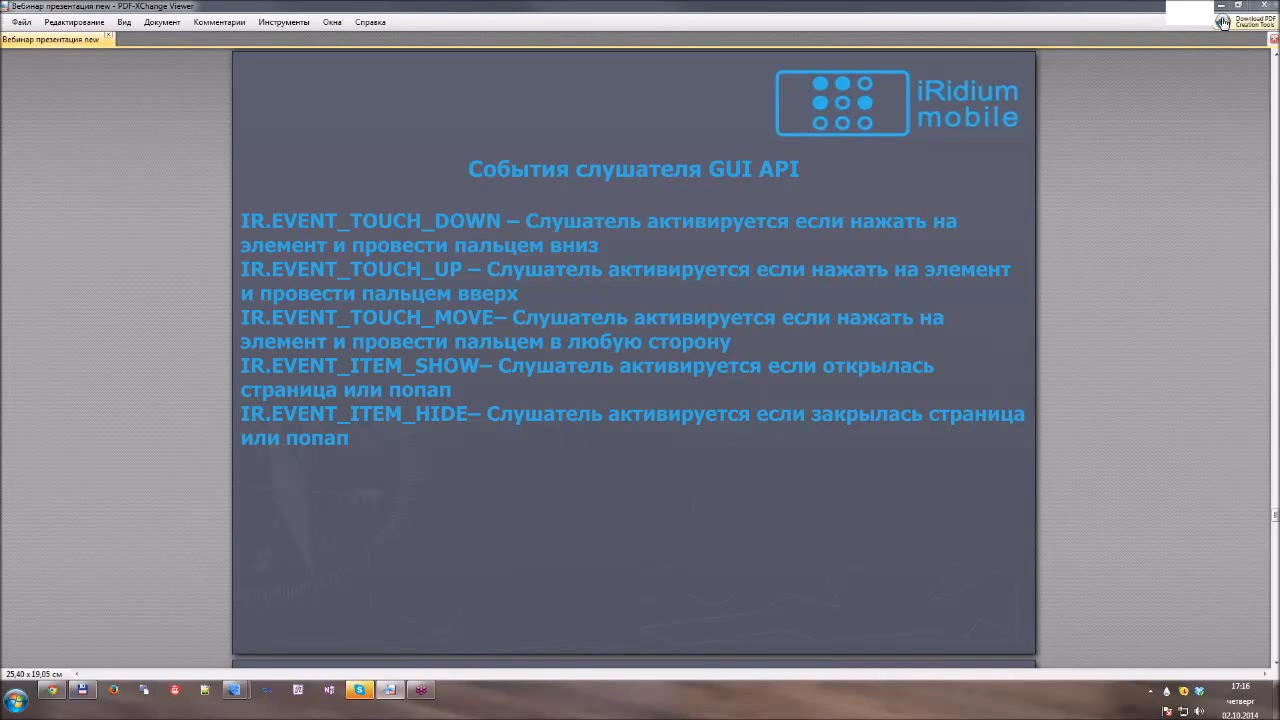 Вебинар презентация new - PDF-XChange Viewer
Файл Редактирование Вид Документ Комментарии Инструменты Окна Справка
Download PDF
Creation Tools
Вебинар презентация new
iRidium
mobile
События слушателя GUI API
IR.EVENT_TOUCH_DOWN – Слушатель активируется если нажать на
элемент и провести пальцем вниз
IR.EVENT_TOUCH_UP – Слушатель активируется если нажать на элемент
и провести пальцем вверх
IR.EVENT_TOUCH_MOVE– Слушатель активируется если нажать на
элемент и провести пальцем в любую сторону
IR.EVENT_ITEM_SHOW– Слушатель активируется если открылась
страница или попап
IR.EVENT_ITEM_HIDE– Слушатель активируется если закрылась страница
или попап
25,40 x 19,05 см
17:16
четверг
02.10.2014